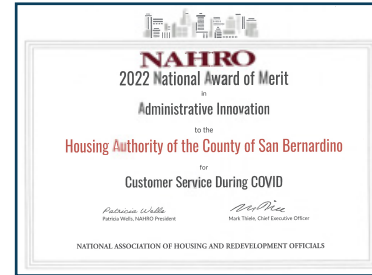 NAHRO
2022 National Award of Merit
in
Administrative Innovation
to the
Housing Authority of the County of San Bernardino
for
Customer Service During COVID
Patricia Wells
Patricia Wells, NAHRO President
Mark Thiele, Chief Executive Officer
NATIONAL ASSOCIATION OF HOUSING AND REDEVELOPMENT OFFICIALS